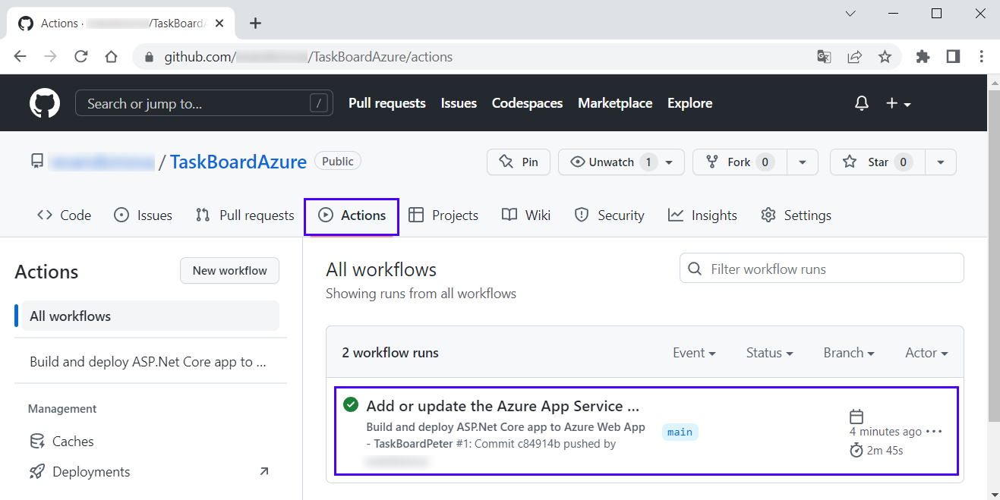 Actions · /TaskBoardA
github.com/ /TaskBoardAzure/actions
Search or jump to... /
Pull requests Issues Codespaces Marketplace Explore
/ TaskBoardAzure Public
Pin Unwatch 1 Fork 0 Star 0
Code Issues Pull requests Actions Projects Wiki Security Insights Settings
Actions
New workflow
All workflows
Build and deploy ASP.Net Core app to ...
Management
Caches
Deployments
All workflows
Showing runs from all workflows
Filter workflow runs
2 workflow runs
Event Status Branch Actor
Add or update the Azure App Service ...
Build and deploy ASP.Net Core app to Azure Web App
- TaskBoardPeter #1: Commit c84914b pushed by
main
4 minutes ago ...
2m 45s